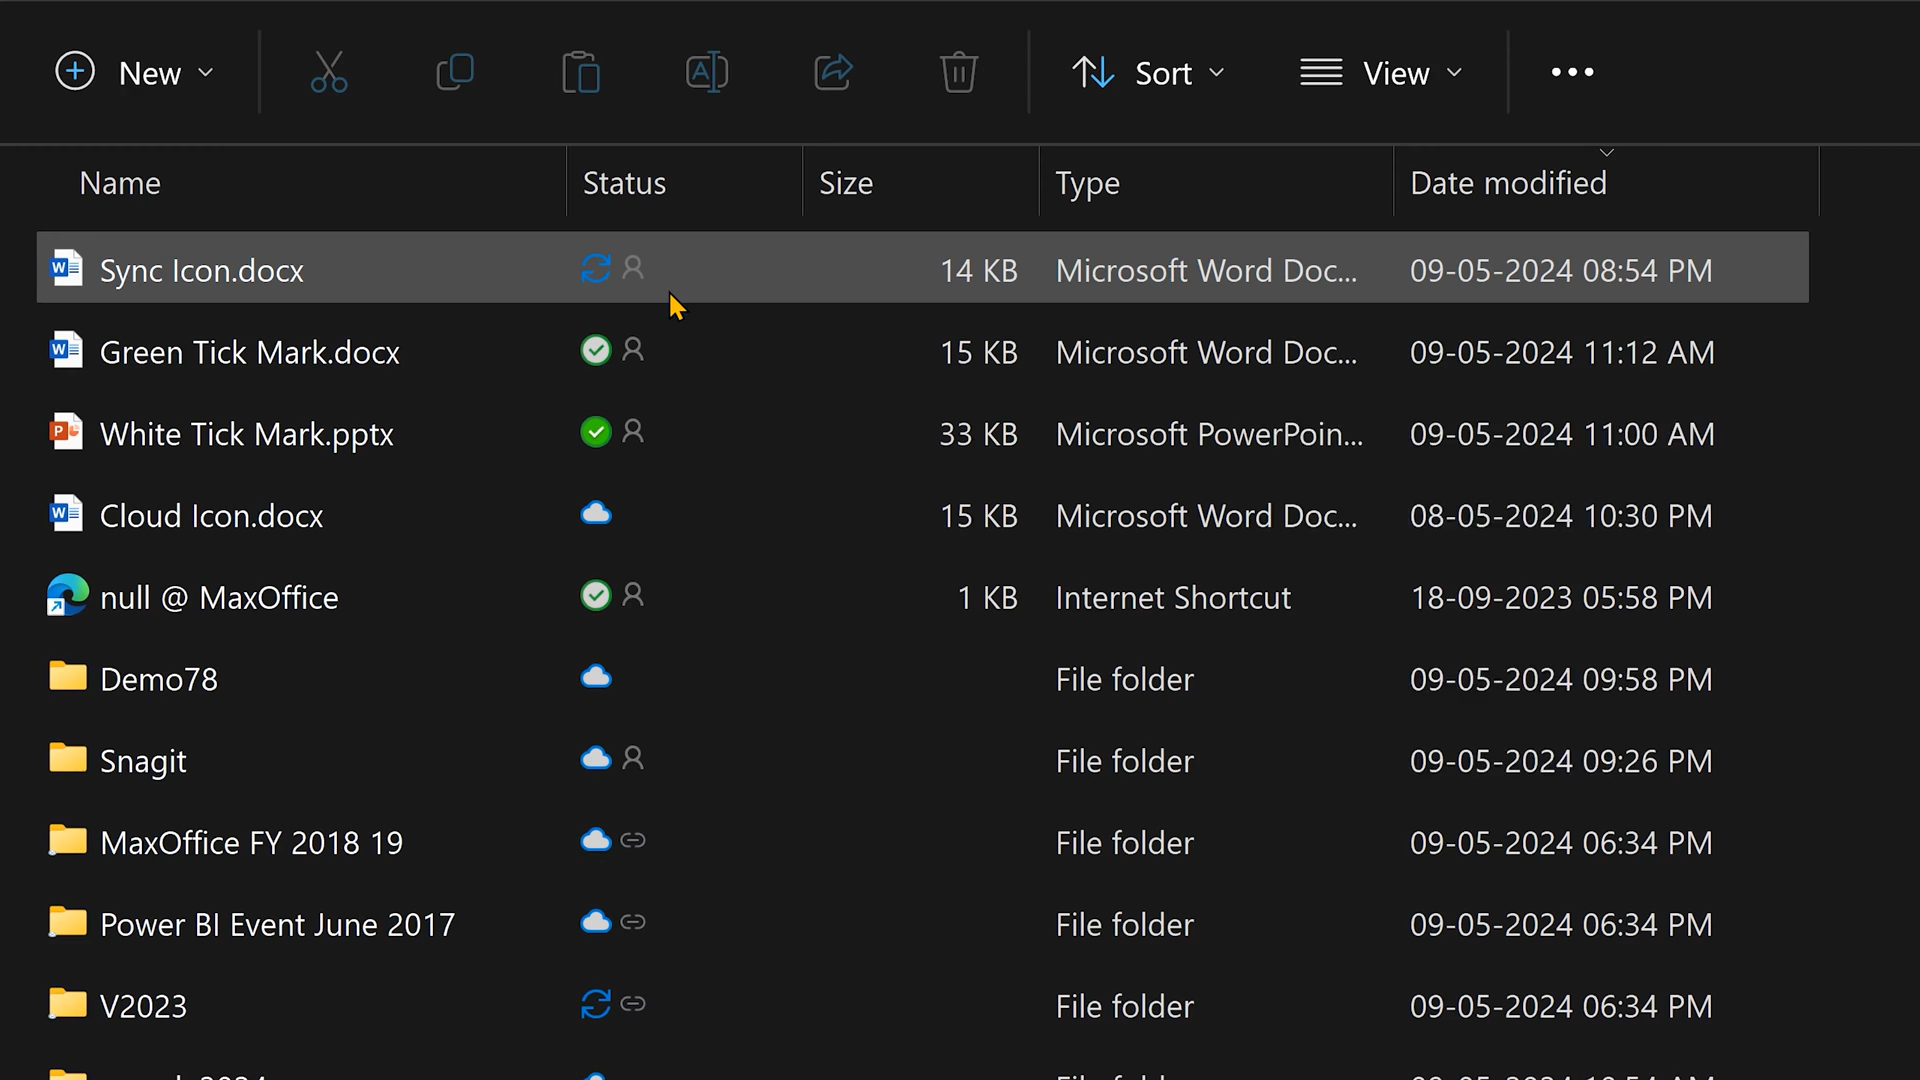 New Sort View
Name Status Size Type Date modified
Sync Icon.docx 14 KB Microsoft Word Doc... 09-05-2024 08:54 PM
Green Tick Mark.docx 15 KB Microsoft Word Doc... 09-05-2024 11:12 AM
White Tick Mark.pptx 33 KB Microsoft PowerPoin... 09-05-2024 11:00 AM
Cloud Icon.docx 15 KB Microsoft Word Doc... 08-05-2024 10:30 PM
null @ MaxOffice 1 KB Internet Shortcut 18-09-2023 05:58 PM
Demo78 File folder 09-05-2024 09:58 PM
Snagit File folder 09-05-2024 09:26 PM
MaxOffice FY 2018 19 File folder 09-05-2024 06:34 PM
Power BI Event June 2017 File folder 09-05-2024 06:34 PM
V2023 File folder 09-05-2024 06:34 PM